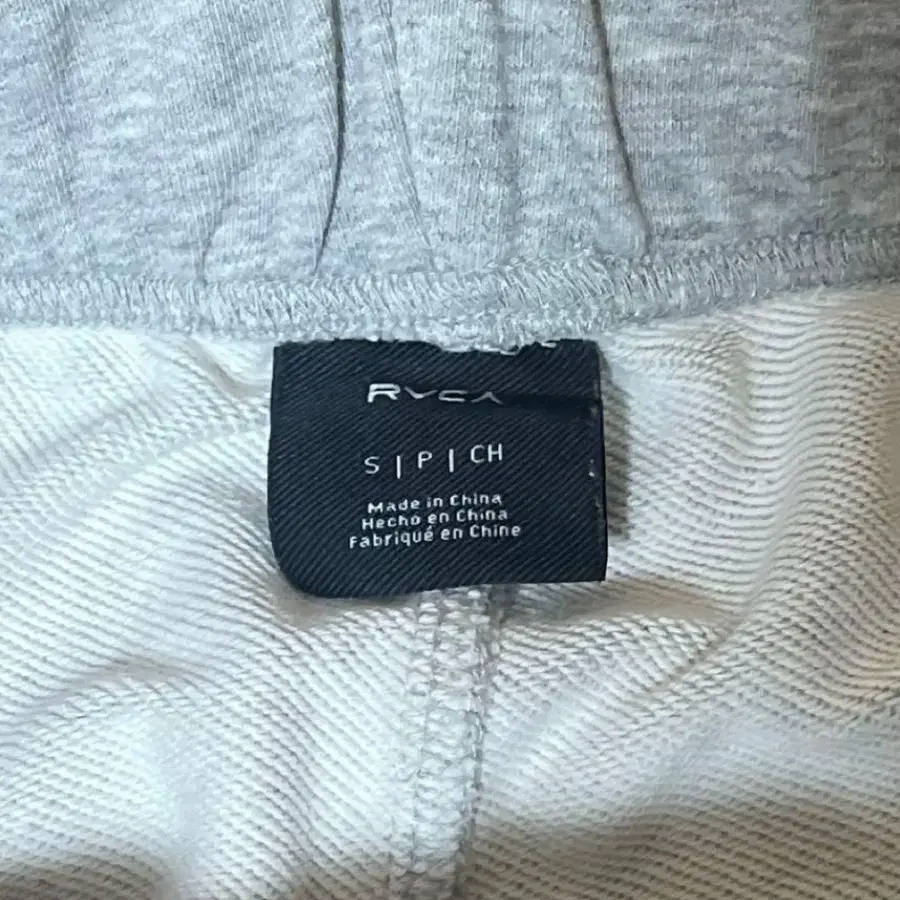 RVCA
S | P | CH
Made in China
Hecho en China
Fabriqué en Chine